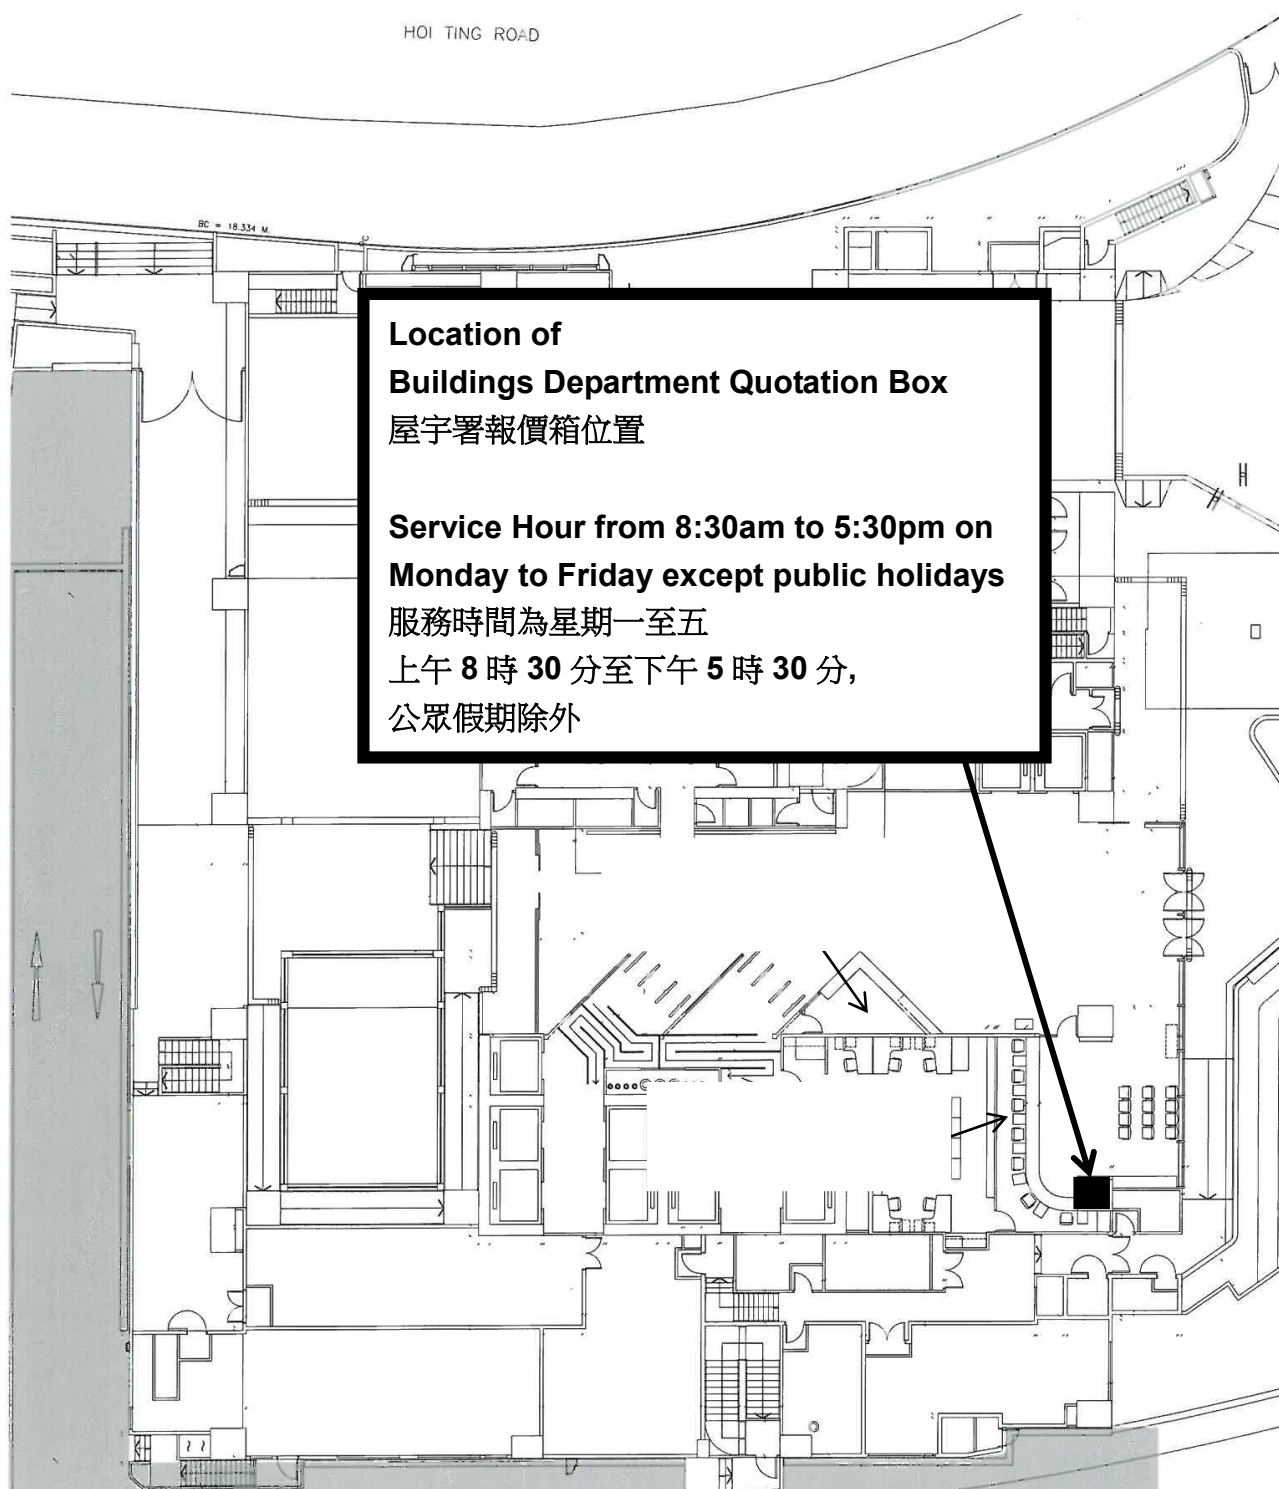 HOI TING ROAD
BC = 18.334 M.
Location of
Buildings Department Quotation Box
屋宇署報價箱位置
Service Hour from 8:30am to 5:30pm on
Monday to Friday except public holidays
服務時間為星期一至五
上午 8 時 30 分至下午 5 時 30 分,
公眾假期除外